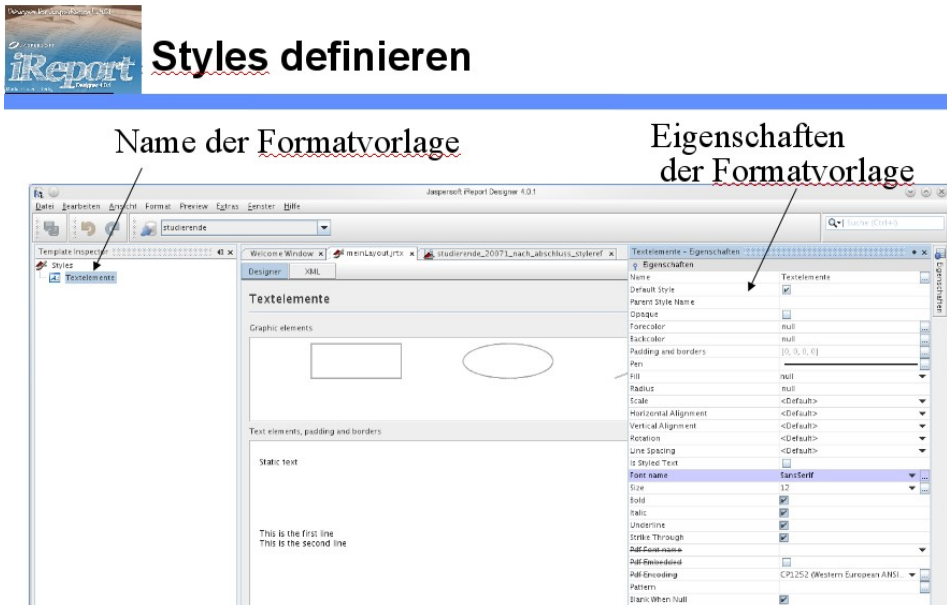 iReport
Designer 4.0.1
Styles definieren
Name der Formatvorlage
Eigenschaften
der Formatvorlage
Jaspersoft iReport Designer 4.0.1
Datei Bearbeiten Ansicht Format Preview Extras Fenster Hilfe
studierende
Suche (Ctrl+I)
Template Inspector
Styles
Textelemente
Welcome Window x meinLayout.jrtx x studierende_20071_nach_abschluss_styleref x
Designer XML
Textelemente
Graphic elements
Text elements, padding and borders
Static text
This is the first line
This is the second line
Textelemente - Eigenschaften
Eigenschaften
Name Textelemente
Default Style
Parent Style Name
Opaque
Forecolor null
Backcolor null
Padding and borders [0, 0, 0, 0]
Pen
Fill null
Radius null
Scale <Default>
Horizontal Alignment <Default>
Vertical Alignment <Default>
Rotation <Default>
Line Spacing <Default>
Is Styled Text
Font name SansSerif
Size 12
Bold
Italic
Underline
Strike Through
Pdf Font name
Pdf Embedded
Pdf Encoding CP1252 (Western European ANSI...
Pattern
Blank When Null
Eigenschaften